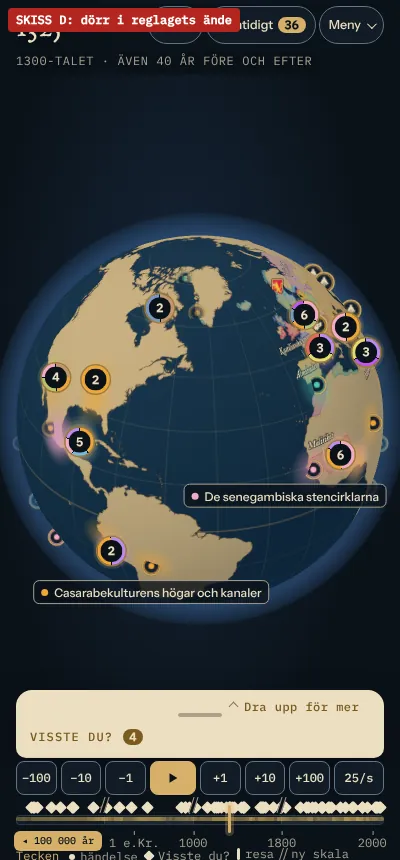 SKISS D: dörr i reglagets ände
36
Meny
1300-TALET · ÄVEN 40 ÅR FÖRE OCH EFTER
2
6
2
3
3
4
2
5
6
De senegambiska stencirklarna
2
Casarabekulturens högar och kanaler
Dra upp för mer
VISSTE DU? 4
−100 −10 −1 +1 +10 +100 25/s
◂ 100 000 år 1 e.Kr. 1000 1800 2000
Tecken händelse Visste du? resa ny skala